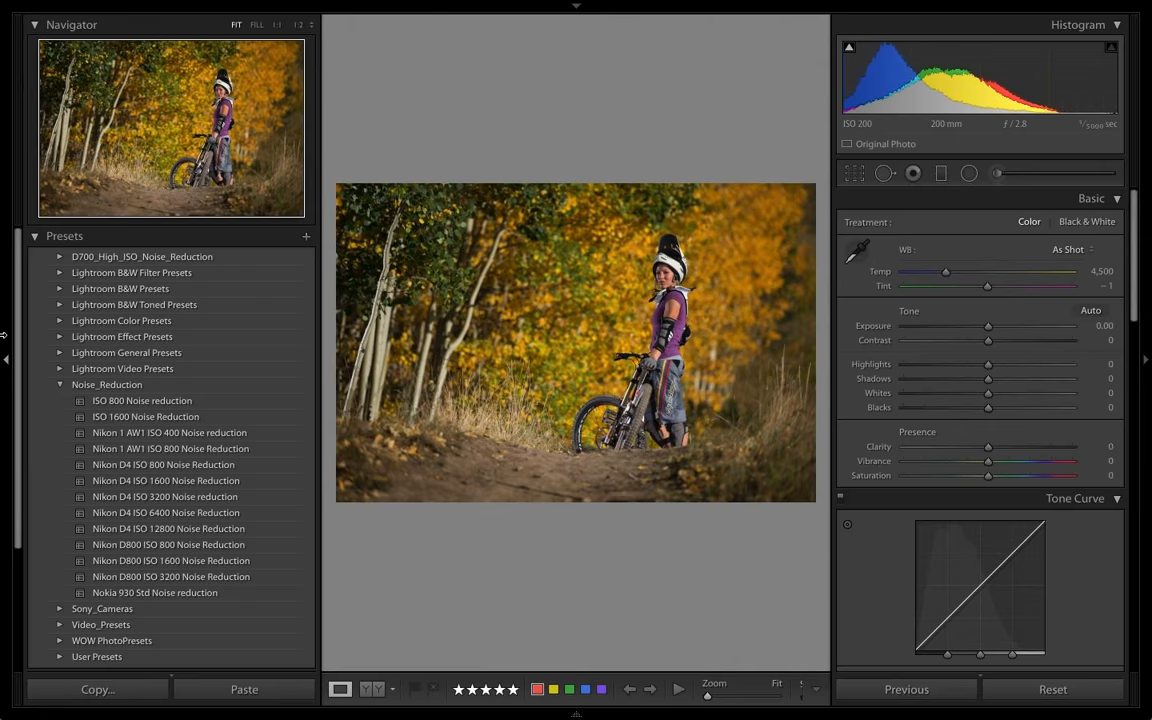 Navigator
FIT FILL 1:1 1:2
Presets +
D700_High_ISO_Noise_Reduction
Lightroom B&W Filter Presets
Lightroom B&W Presets
Lightroom B&W Toned Presets
Lightroom Color Presets
Lightroom Effect Presets
Lightroom General Presets
Lightroom Video Presets
Noise_Reduction
ISO 800 Noise reduction
ISO 1600 Noise Reduction
Nikon 1 AW1 ISO 400 Noise reduction
Nikon 1 AW1 ISO 800 Noise reduction
Nikon D4 ISO 800 Noise Reduction
Nikon D4 ISO 1600 Noise Reduction
Nikon D4 ISO 3200 Noise reduction
Nikon D4 ISO 6400 Noise Reduction
Nikon D4 ISO 12800 Noise Reduction
Nikon D800 ISO 800 Noise Reduction
Nikon D800 ISO 1600 Noise Reduction
Nikon D800 ISO 3200 Noise Reduction
Nokia 930 Std Noise reduction
Sony_Cameras
Video_Presets
WOW PhotoPresets
User Presets
Copy... Paste
YY
Zoom Fit
Histogram
ISO 200 200 mm ƒ / 2.8 1/5000 sec
Original Photo
Basic
Treatment : Color Black & White
WB : As Shot
Temp 4,500
Tint − 1
Tone Auto
Exposure 0.00
Contrast 0
Highlights 0
Shadows 0
Whites 0
Blacks 0
Presence
Clarity 0
Vibrance 0
Saturation 0
Tone Curve
Previous Reset